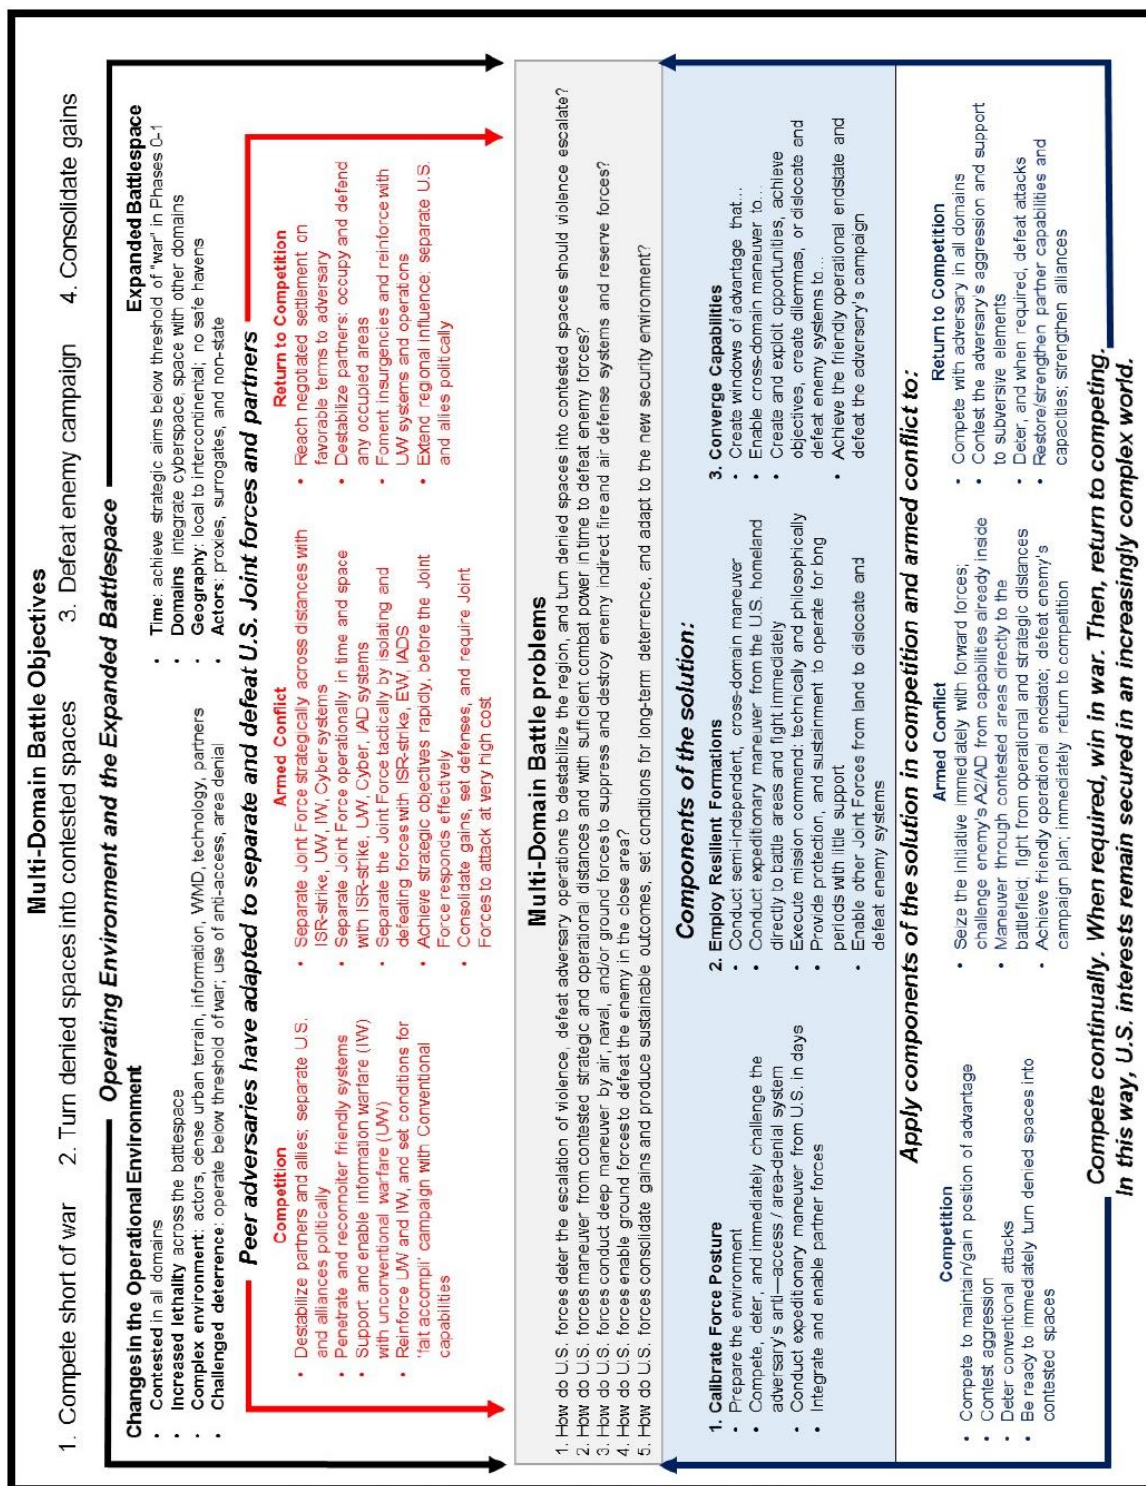 Multi-Domain Battle Objectives
1. Compete short of war 2. Turn denied spaces into contested spaces 3. Defeat enemy campaign 4. Consolidate gains
Operating Environment and the Expanded Battlespace
Changes in the Operational Environment
• Contested in all domains
• Increased lethality across the battlespace
• Complex environment: actors, dense urban terrain, information, WMD, technology, partners
• Challenged deterrence: operate below threshold of war; use of anti-access, area denial
Expanded Battlespace
• Time: achieve strategic aims below threshold of "war" in Phases 0-1
• Domains integrate cyberspace, space with other domains
• Geography: local to intercontinental; no safe havens
• Actors: proxies, surrogates, and non-state
Peer adversaries have adapted to separate and defeat U.S. Joint forces and partners
Competition
• Destabilize partners and allies; separate U.S.
and alliances politically
• Penetrate and reconnoiter friendly systems
• Support and enable information warfare (IW)
with unconventional warfare (UW)
• Reinforce UW and IW, and set conditions for
'fait accompli' campaign with Conventional
capabilities
Armed Conflict
• Separate Joint Force strategically across distances with
ISR-strike, UW, IW, Cyber systems
• Separate Joint Force operationally in time and space
with ISR-strike, UW, Cyber, IAD systems
• Separate the Joint Force tactically by isolating and
defeating forces with ISR-strike, EW, IADS
• Achieve strategic objectives rapidly, before the Joint
Force responds effectively
• Consolidate gains, set defenses, and require Joint
Forces to attack at very high cost
Return to Competition
• Reach negotiated settlement on
favorable terms to adversary
• Destabilize partners: occupy and defend
any occupied areas
• Foment insurgencies and reinforce with
UW systems and operations
• Extend regional influence; separate U.S.
and allies politically
Multi-Domain Battle problems
1. How do U.S. forces deter the escalation of violence, defeat adversary operations to destabilize the region, and turn denied spaces into contested spaces should violence escalate?
2. How do U.S. forces maneuver from contested strategic and operational distances and with sufficient combat power in time to defeat enemy forces?
3. How do U.S. forces conduct deep maneuver by air, naval, and/or ground forces to suppress and destroy enemy indirect fire and air defense systems and reserve forces?
4. How do U.S. forces enable ground forces to defeat the enemy in the close area?
5. How do U.S. forces consolidate gains and produce sustainable outcomes, set conditions for long-term deterrence, and adapt to the new security environment?
Components of the solution:
1. Calibrate Force Posture
• Prepare the environment
• Compete, deter, and immediately challenge the
adversary's anti—access / area-denial system
• Conduct expeditionary maneuver from U.S. in days
• Integrate and enable partner forces
2. Employ Resilient Formations
• Conduct semi-independent, cross-domain maneuver
• Conduct expeditionary maneuver from the U.S. homeland
directly to battle areas and fight immediately
• Execute mission command: technically and philosophically
• Provide protection, and sustainment to operate for long
periods with little support
• Enable other Joint Forces from land to dislocate and
defeat enemy systems
3. Converge Capabilities
• Create windows of advantage that...
• Enable cross-domain maneuver to...
• Create and exploit opportunities, achieve
objectives, create dilemmas, or dislocate and
defeat enemy systems to...
• Achieve the friendly operational endstate and
defeat the adversary's campaign
Apply components of the solution in competition and armed conflict to:
Competition
• Compete to maintain/gain position of advantage
• Contest aggression
• Deter conventional attacks
• Be ready to immediately turn denied spaces into
contested spaces
Armed Conflict
• Seize the initiative immediately with forward forces;
challenge enemy's A2/AD from capabilities already inside
• Maneuver through contested areas directly to the
battlefield; fight from operational and strategic distances
• Achieve friendly operational endstate; defeat enemy's
campaign plan; immediately return to competition
Return to Competition
• Compete with adversary in all domains
• Contest the adversary's aggression and support
to subversive elements
• Deter, and when required, defeat attacks
• Restore/strengthen partner capabilities and
capacities; strengthen alliances
Compete continually. When required, win in war. Then, return to competing.
In this way, U.S. interests remain secured in an increasingly complex world.